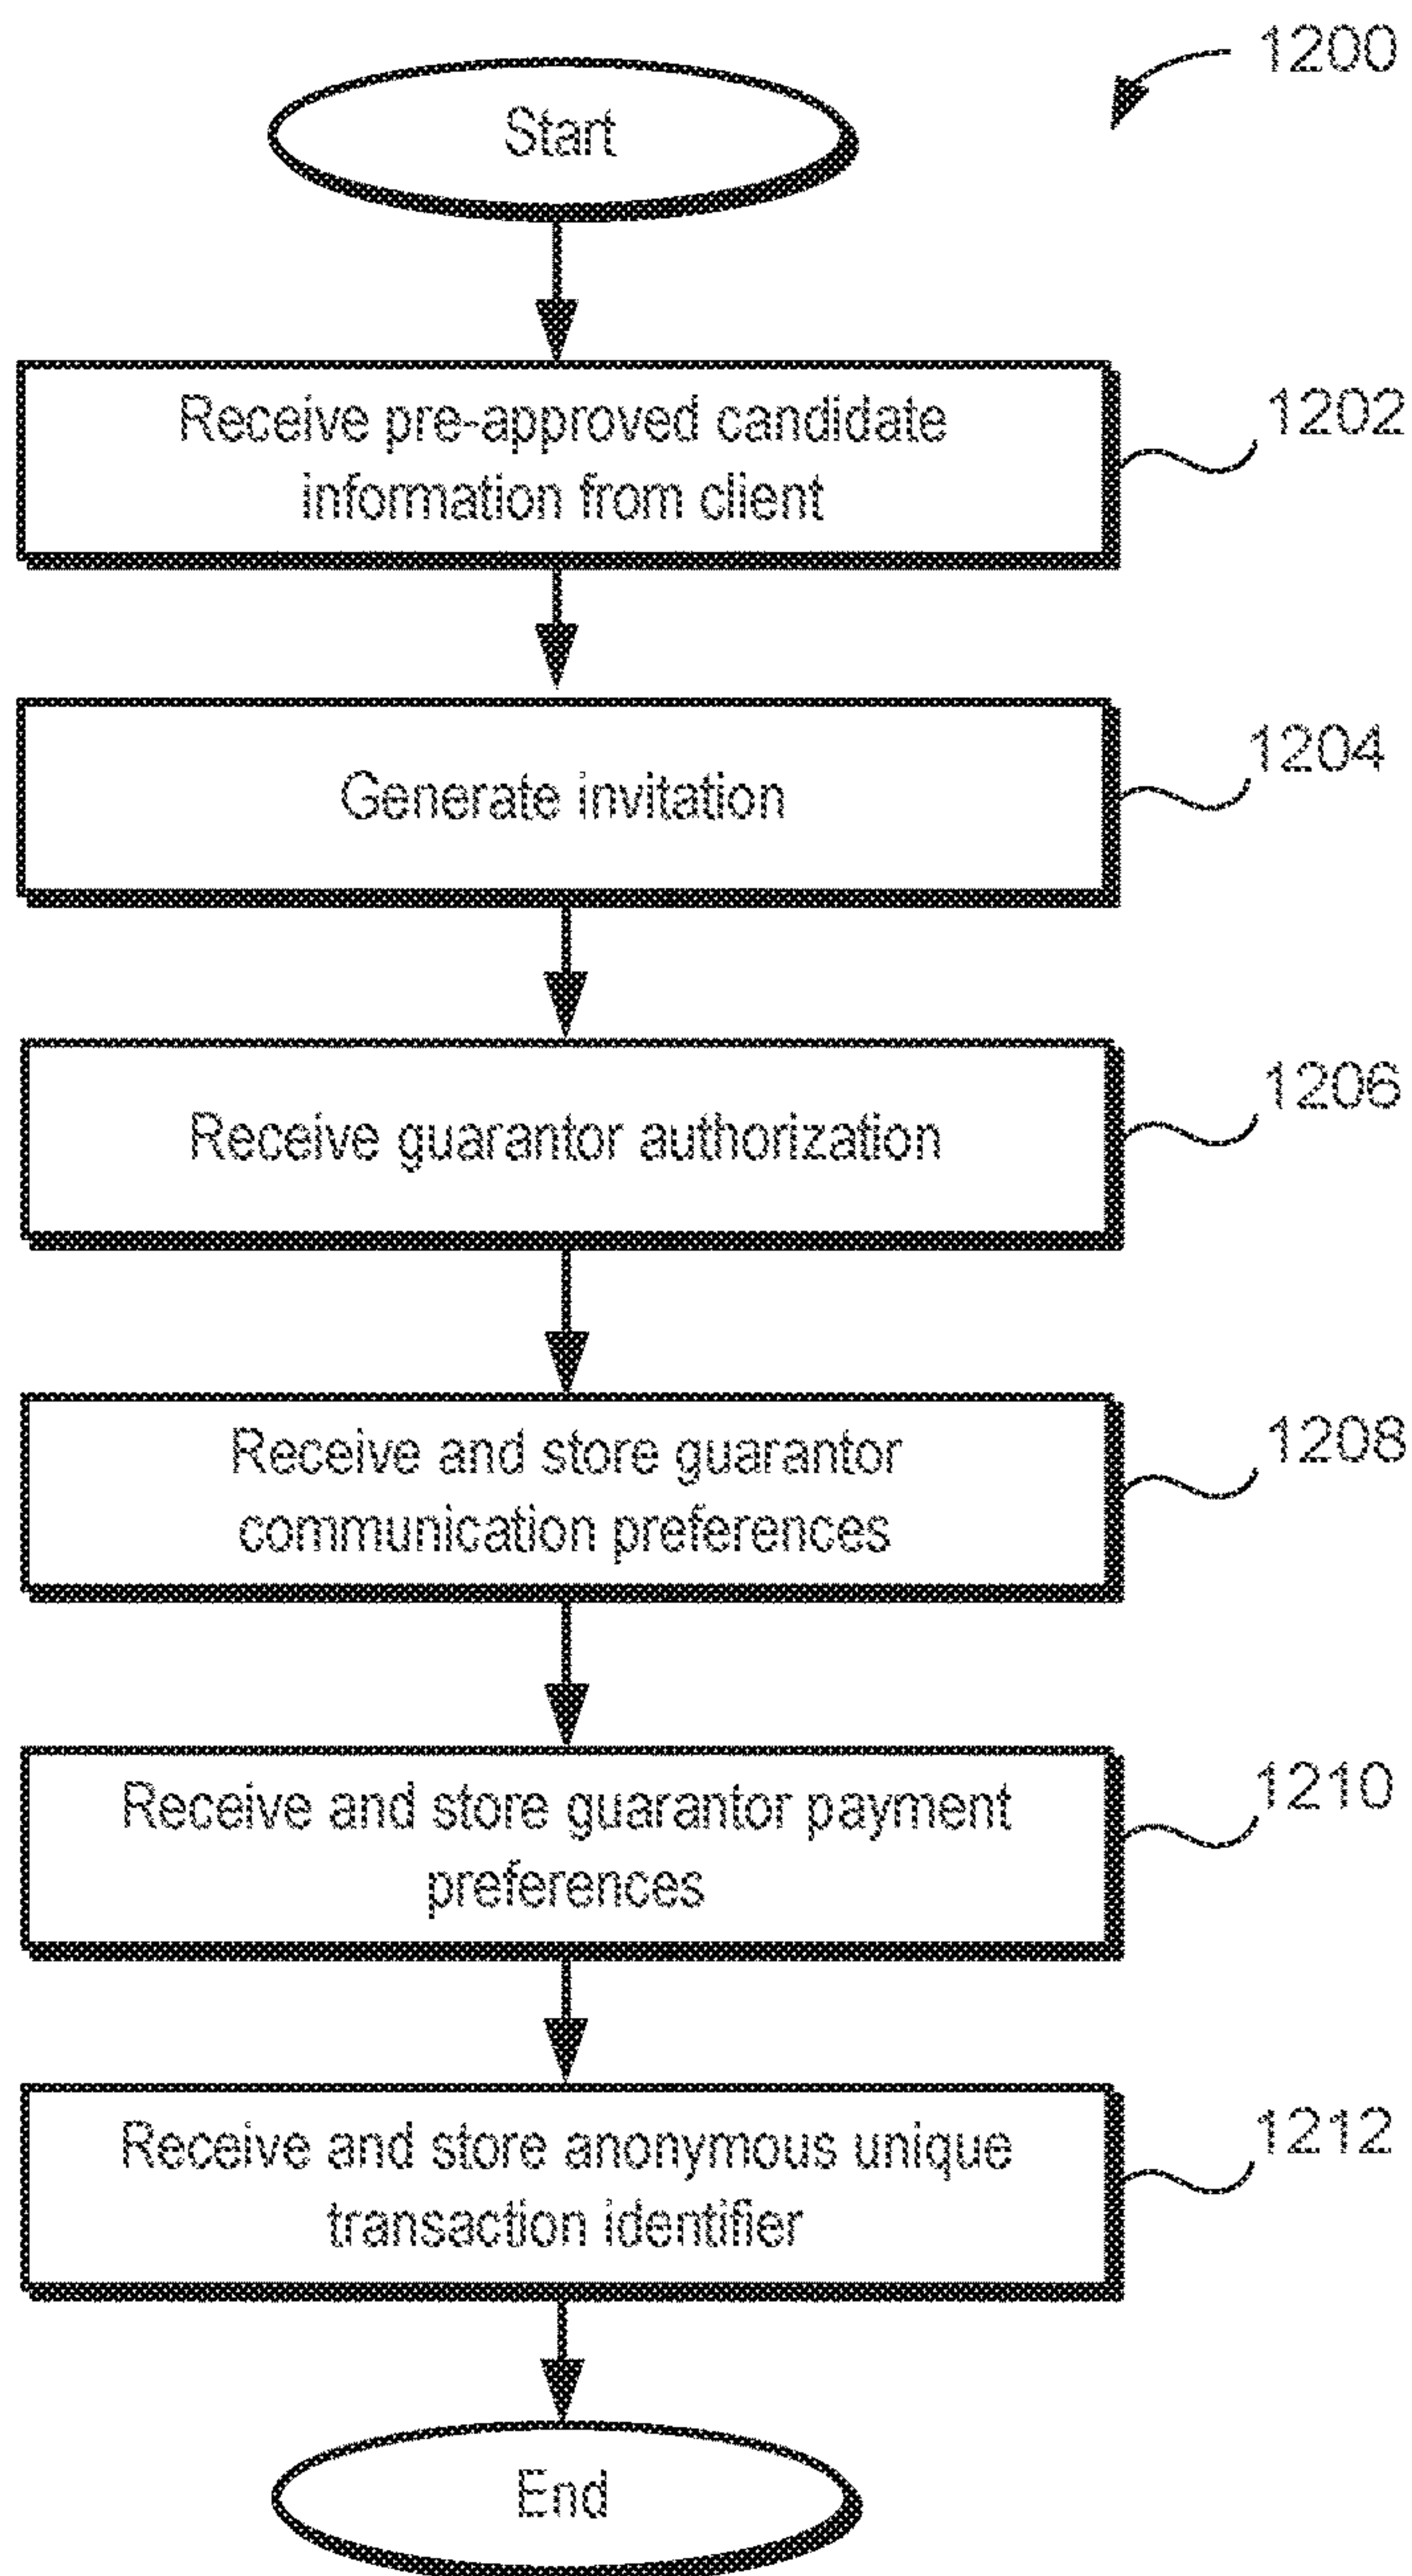 1200
Start
Receive pre-approved candidate
information from client
1202
Generate invitation
1204
Receive guarantor authorization
1206
Receive and store guarantor
communication preferences
1208
Receive and store guarantor payment
preferences
1210
Receive and store anonymous unique
transaction identifier
1212
End